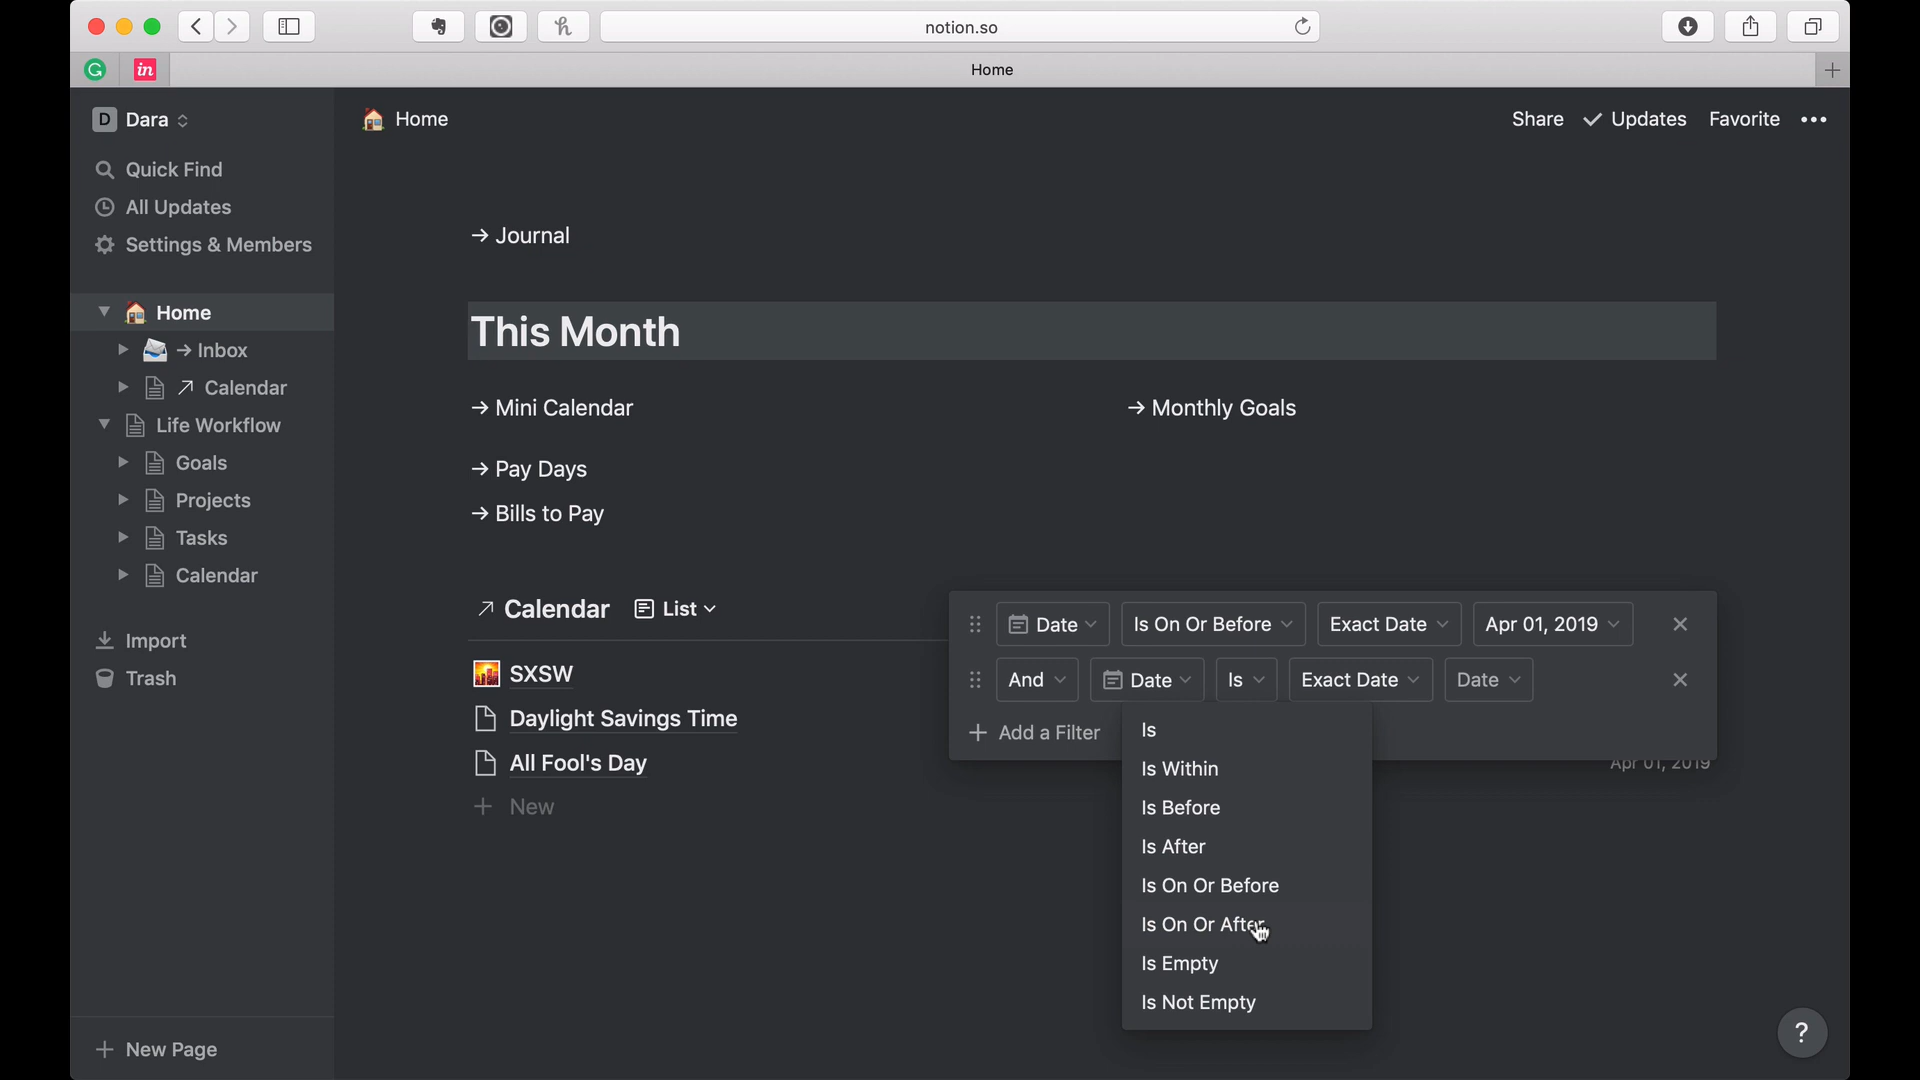 notion.so
G in Home
D Dara
Quick Find
All Updates
Settings & Members
Home
→ Inbox
↗ Calendar
Life Workflow
Goals
Projects
Tasks
Calendar
Import
Trash
New Page
Home
Share Updates Favorite •••
→ Journal
This Month
→ Mini Calendar
→ Monthly Goals
→ Pay Days
→ Bills to Pay
↗ Calendar List
SXSW
Daylight Savings Time
All Fool's Day
+ New
Date Is On Or Before Exact Date Apr 01, 2019
And Date Is Exact Date Date
+ Add a Filter
Apr 01, 2019
Is
Is Within
Is Before
Is After
Is On Or Before
Is On Or After
Is Empty
Is Not Empty
?